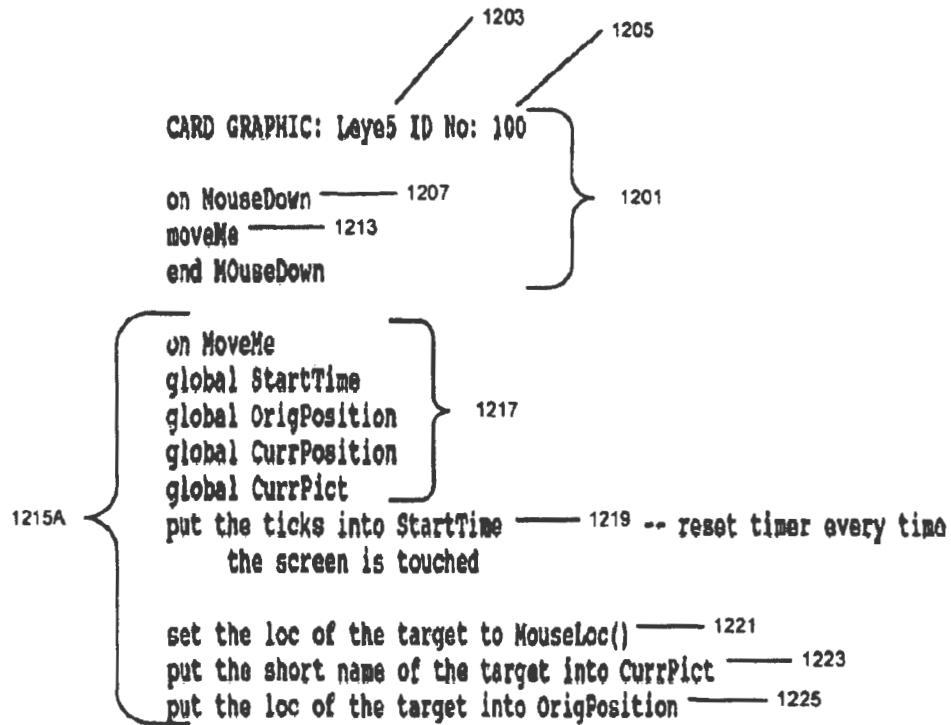 1203
1205
CARD GRAPHIC: Leye5 ID No: 100
on MouseDown 1207
1201
moveMe 1213
end MOuseDown
on MoveMe
global StartTime
global OrigPosition
1217
global CurrPosition
global CurrPict
1215A
put the ticks into StartTime 1219 -- reset timer every time
the screen is touched
set the loc of the target to MouseLoc() 1221
put the short name of the target into CurrPict 1223
put the loc of the target into OrigPosition 1225